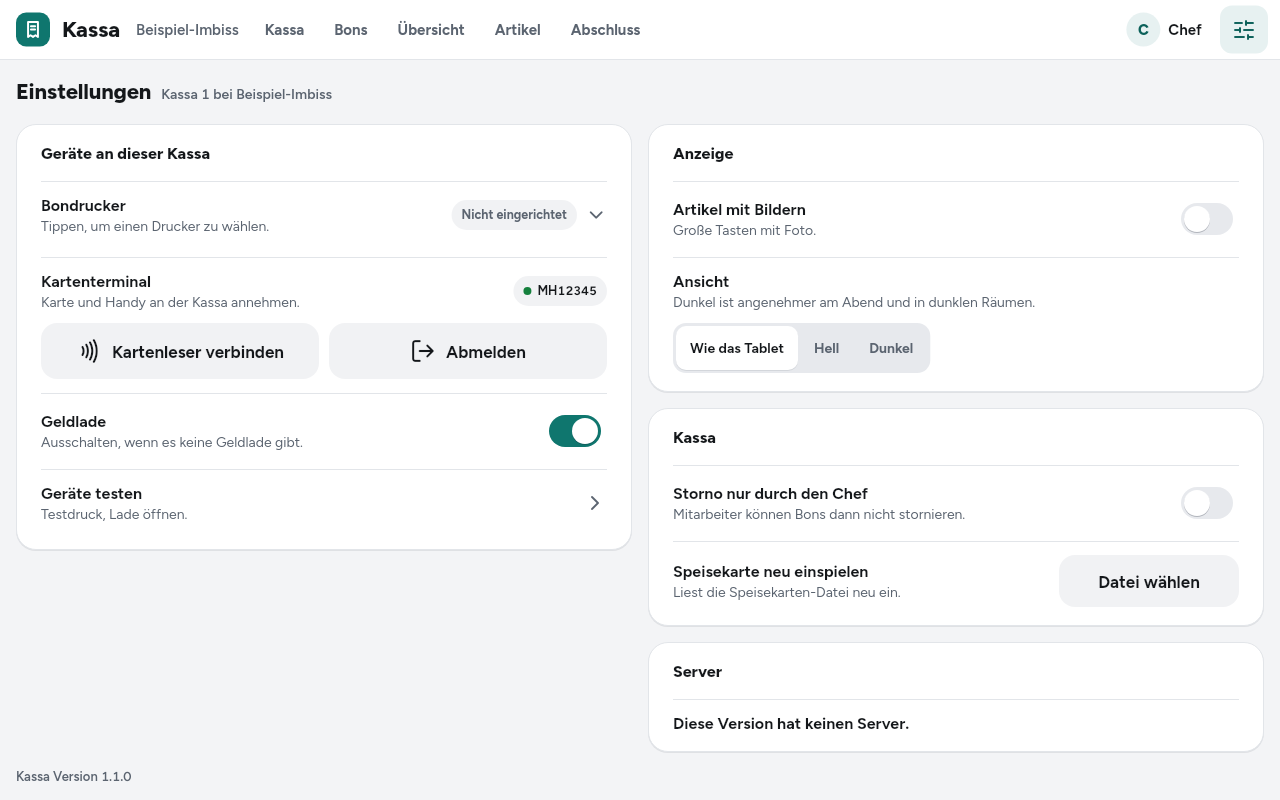 Kassa Beispiel-Imbiss Kassa Bons Übersicht Artikel Abschluss C Chef
Einstellungen Kassa 1 bei Beispiel-Imbiss
Geräte an dieser Kassa
Bondrucker
Tippen, um einen Drucker zu wählen.
Nicht eingerichtet
Kartenterminal
Karte und Handy an der Kassa annehmen.
MH12345
Kartenleser verbinden
Abmelden
Geldlade
Ausschalten, wenn es keine Geldlade gibt.
Geräte testen
Testdruck, Lade öffnen.
Anzeige
Artikel mit Bildern
Große Tasten mit Foto.
Ansicht
Dunkel ist angenehmer am Abend und in dunklen Räumen.
Wie das Tablet Hell Dunkel
Kassa
Storno nur durch den Chef
Mitarbeiter können Bons dann nicht stornieren.
Speisekarte neu einspielen
Liest die Speisekarten-Datei neu ein.
Datei wählen
Server
Diese Version hat keinen Server.
Kassa Version 1.1.0